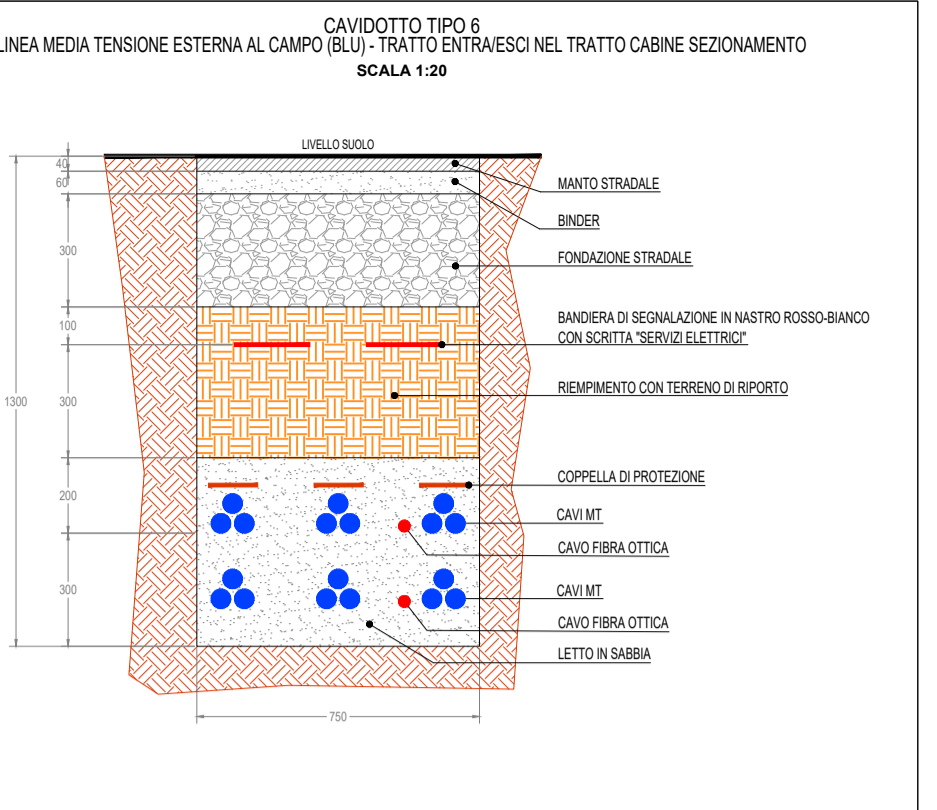 CAVIDOTTO TIPO 6
LINEA MEDIA TENSIONE ESTERNA AL CAMPO (BLU) - TRATTO ENTRA/ESCI NEL TRATTO CABINE SEZIONAMENTO
SCALA 1:20
LIVELLO SUOLO
40
60
MANTO STRADALE
BINDER
300
FONDAZIONE STRADALE
100
BANDIERA DI SEGNALAZIONE IN NASTRO ROSSO-BIANCO
CON SCRITTA "SERVIZI ELETTRICI"
RIEMPIMENTO CON TERRENO DI RIPORTO
1300
300
COPPELLA DI PROTEZIONE
200
CAVI MT
CAVO FIBRA OTTICA
300
CAVI MT
CAVO FIBRA OTTICA
LETTO IN SABBIA
750